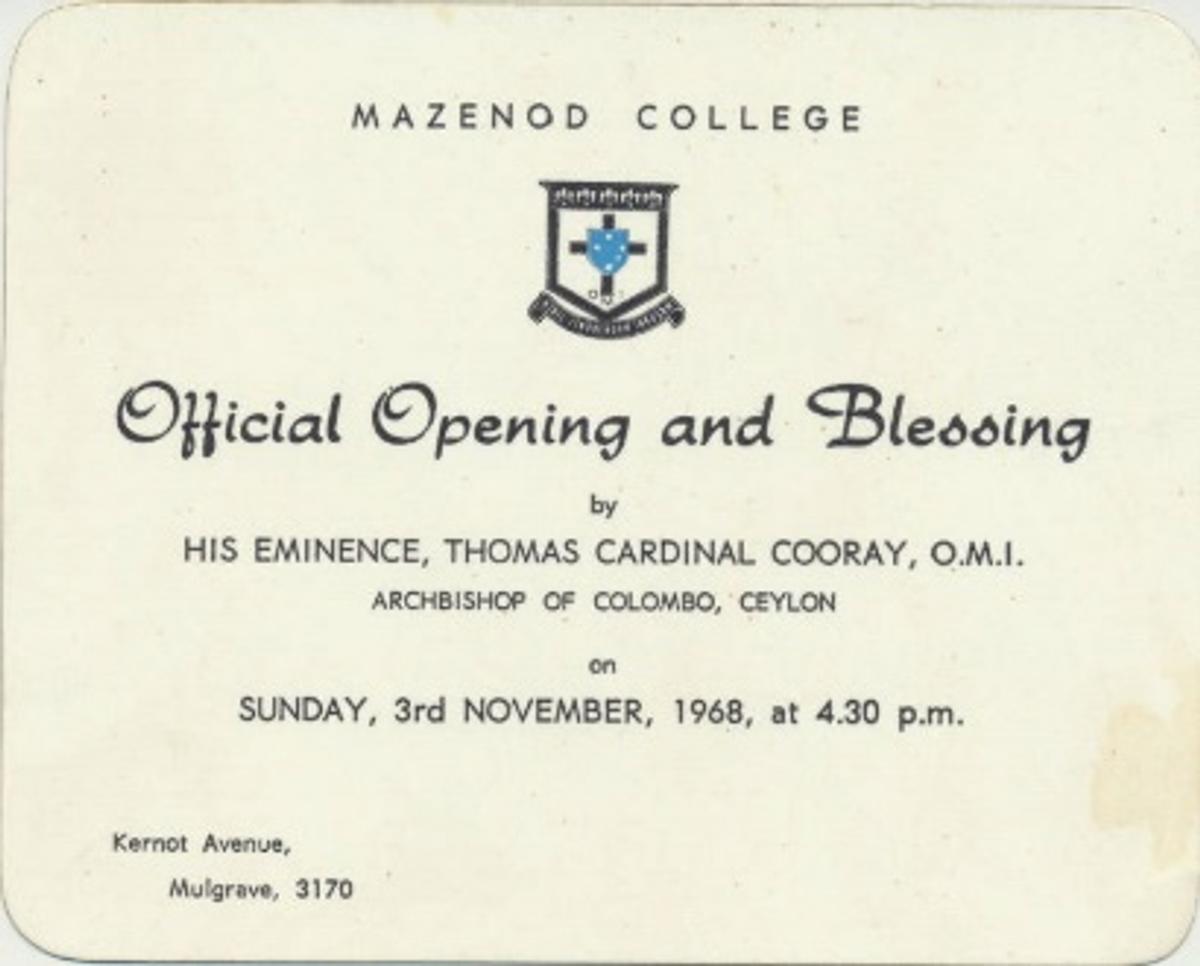 MAZENOD COLLEGE
Official Opening and Blessing
by
HIS EMINENCE, THOMAS CARDINAL COORAY, O.M.I.
ARCHBISHOP OF COLOMBO, CEYLON
on
SUNDAY, 3rd NOVEMBER, 1968, at 4.30 p.m.
Kernot Avenue,
Mulgrave, 3170